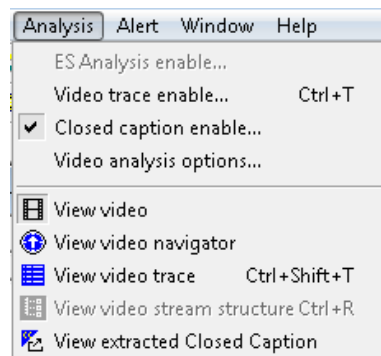 Analysis Alert Window Help
ES Analysis enable...
Video trace enable... Ctrl+T
Closed caption enable...
Video analysis options...
View video
View video navigator
View video trace Ctrl+Shift+T
View video stream structure Ctrl+R
View extracted Closed Caption